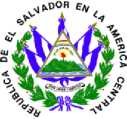 REPUBLICA DE EL SALVADOR EN LA AMERICA CENTRAL